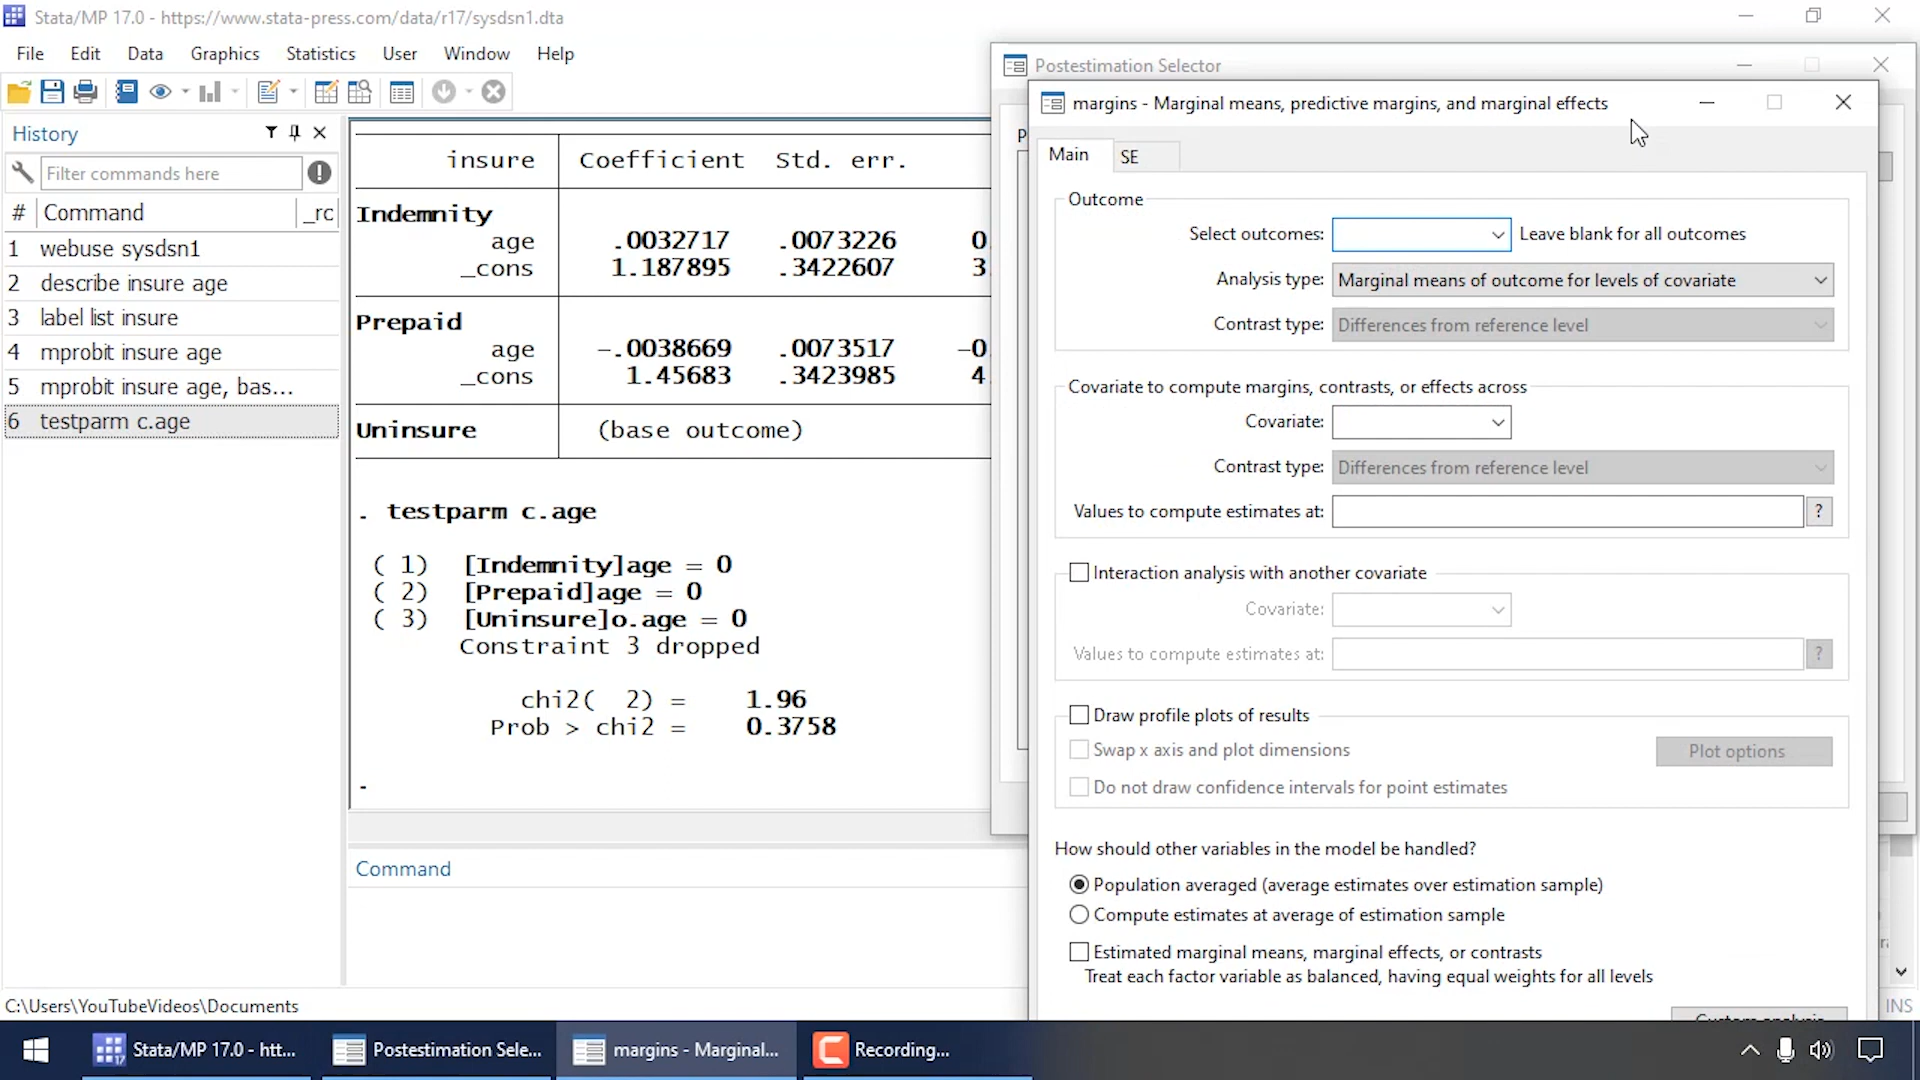 Stata/MP 17.0 - https://www.stata-press.com/data/r17/sysdsn1.dta
File Edit Data Graphics Statistics User Window Help
History
Filter commands here
# Command _rc
1 webuse sysdsn1
2 describe insure age
3 label list insure
4 mprobit insure age
5 mprobit insure age, bas...
6 testparm c.age
insure Coefficient Std. err.
Indemnity
age .0032717 .0073226 0.
_cons 1.187895 .3422607 3.
Prepaid
age -.0038669 .0073517 -0.
_cons 1.45683 .3423985 4.
Uninsure (base outcome)
. testparm c.age
( 1) [Indemnity]age = 0
( 2) [Prepaid]age = 0
( 3) [Uninsure]o.age = 0
Constraint 3 dropped
chi2( 2) = 1.96
Prob > chi2 = 0.3758
Command
Postestimation Selector
margins - Marginal means, predictive margins, and marginal effects
Main SE
Outcome
Select outcomes: Leave blank for all outcomes
Analysis type: Marginal means of outcome for levels of covariate
Contrast type: Differences from reference level
Covariate to compute margins, contrasts, or effects across
Covariate:
Contrast type: Differences from reference level
Values to compute estimates at: ?
Interaction analysis with another covariate
Covariate:
Values to compute estimates at: ?
Draw profile plots of results
Swap x axis and plot dimensions Plot options
Do not draw confidence intervals for point estimates
How should other variables in the model be handled?
Population averaged (average estimates over estimation sample)
Compute estimates at average of estimation sample
Estimated marginal means, marginal effects, or contrasts
Treat each factor variable as balanced, having equal weights for all levels
Custom analysis
C:\Users\YouTubeVideos\Documents INS
Stata/MP 17.0 - htt... Postestimation Sele... margins - Marginal... Recording...